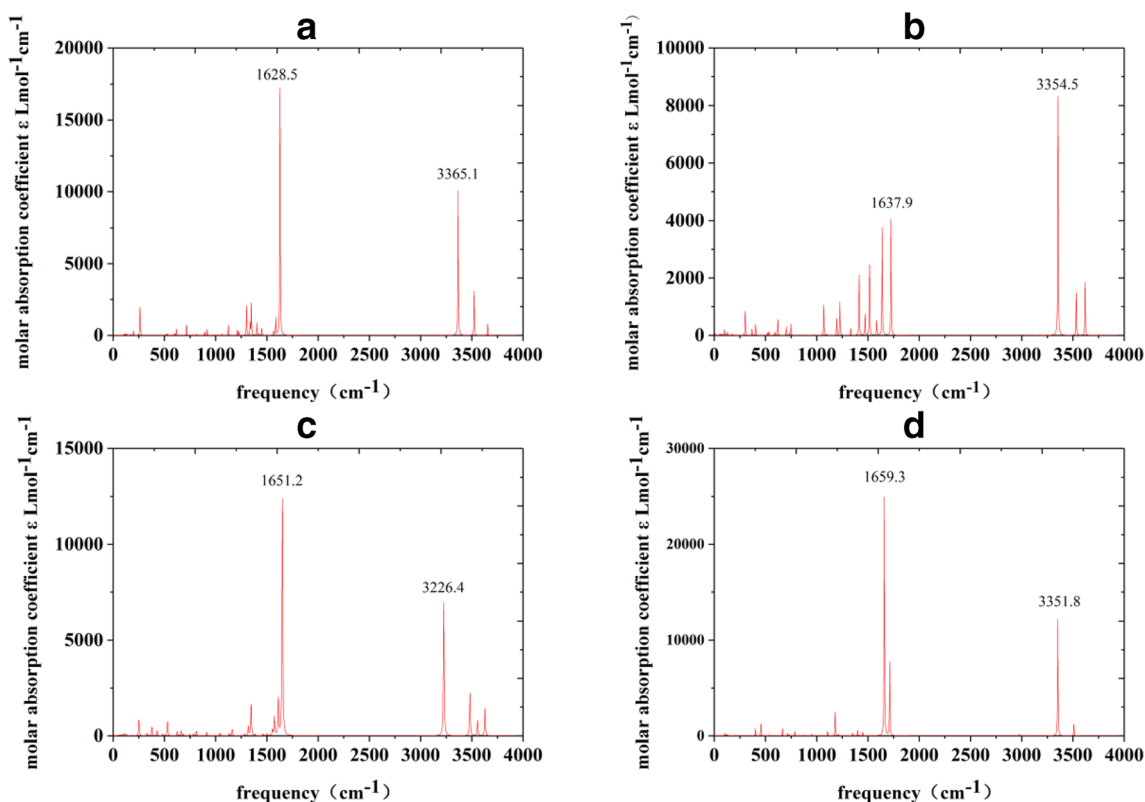 a
molar absorption coefficient ε Lmol-1cm-1
20000
15000
10000
5000
0
1628.5
3365.1
0 500 1000 1500 2000 2500 3000 3500 4000
frequency（cm-1）
b
molar absorption coefficient ε Lmol-1cm-1）
10000
8000
6000
4000
2000
0
1637.9
3354.5
0 500 1000 1500 2000 2500 3000 3500 4000
frequency（cm-1）
c
molar absorption coefficient ε Lmol-1cm-1
15000
10000
5000
0
1651.2
3226.4
0 500 1000 1500 2000 2500 3000 3500 4000
frequency（cm-1）
d
molar absorption coefficient ε Lmol-1cm-1
30000
20000
10000
0
1659.3
3351.8
0 500 1000 1500 2000 2500 3000 3500 4000
frequency（cm-1）